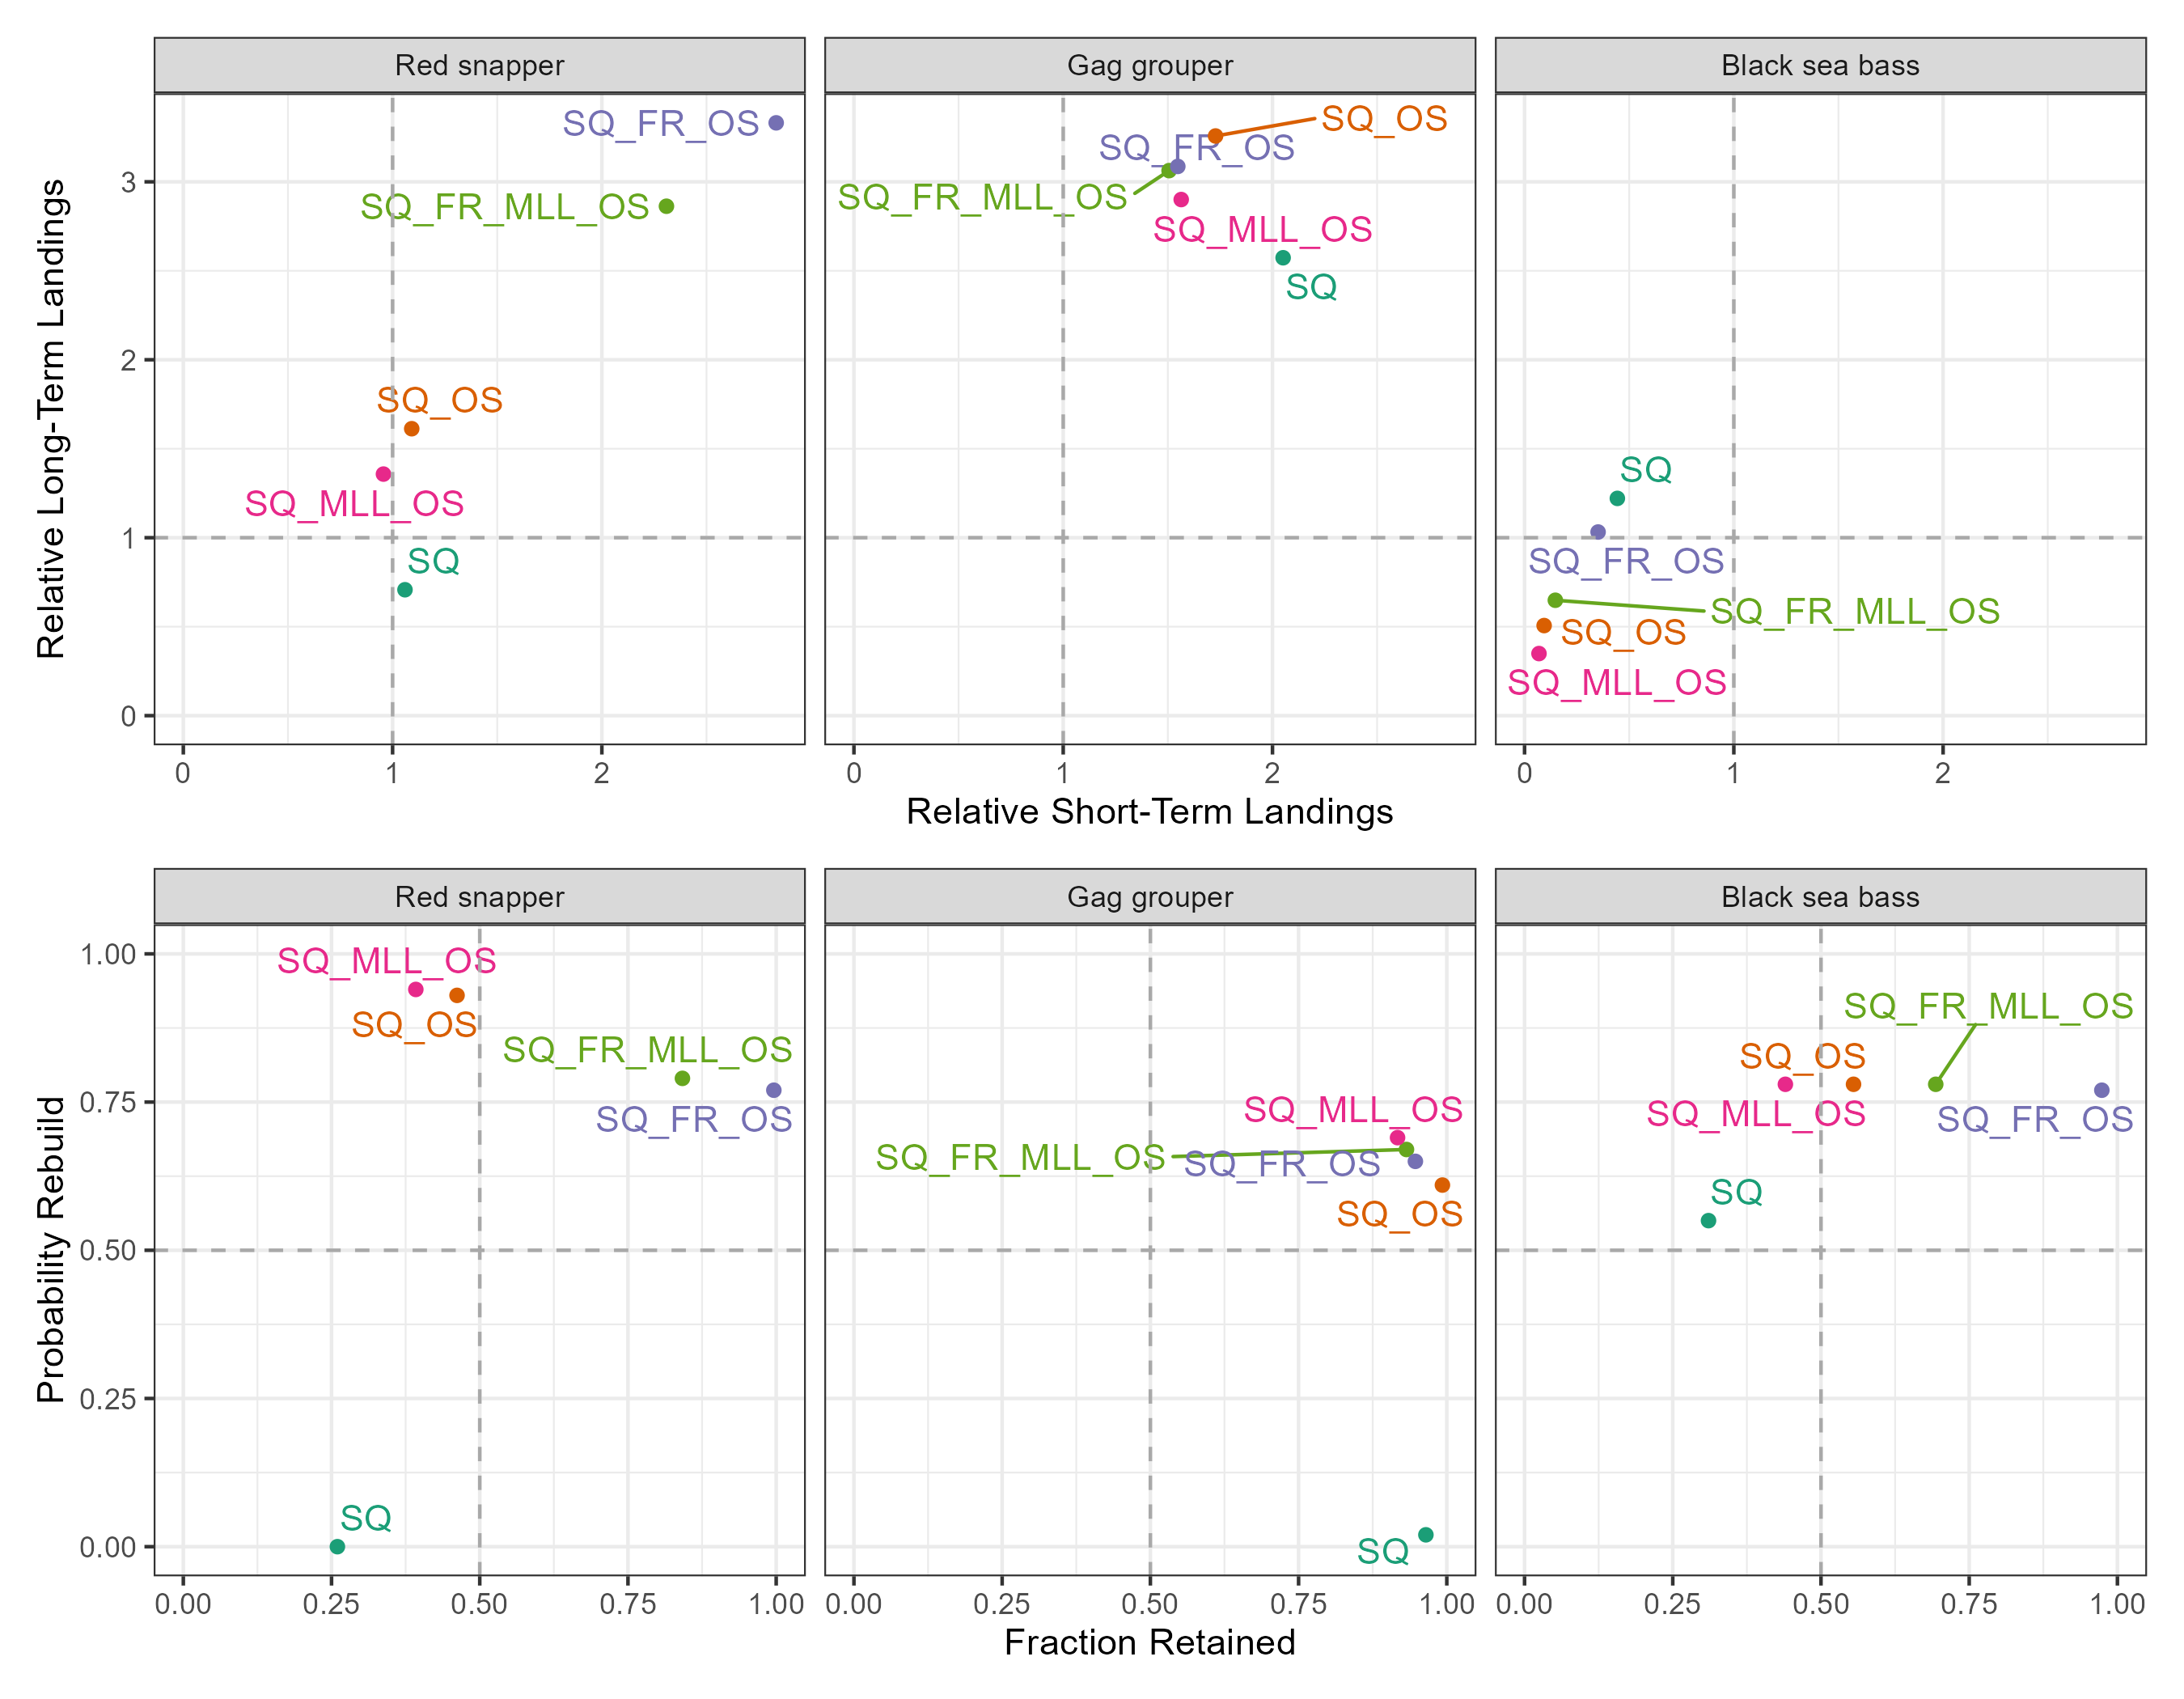 Red snapper
Gag grouper
Black sea bass
Relative Long-Term Landings
3
2
1
0
SQ_FR_OS
SQ_FR_MLL_OS
SQ_OS
SQ_MLL_OS
SQ
SQ_OS
SQ_FR_OS
SQ_FR_MLL_OS
SQ_MLL_OS
SQ
SQ
SQ_FR_OS
SQ_FR_MLL_OS
SQ_OS
SQ_MLL_OS
0 1 2
0 1 2
0 1 2
Relative Short-Term Landings
Red snapper
Gag grouper
Black sea bass
Probability Rebuild
1.00
0.75
0.50
0.25
0.00
SQ_MLL_OS
SQ_OS
SQ_FR_MLL_OS
SQ_FR_OS
SQ
SQ_MLL_OS
SQ_FR_MLL_OS
SQ_FR_OS
SQ_OS
SQ
SQ_FR_MLL_OS
SQ_OS
SQ_MLL_OS
SQ_FR_OS
SQ
0.00 0.25 0.50 0.75 1.00
0.00 0.25 0.50 0.75 1.00
0.00 0.25 0.50 0.75 1.00
Fraction Retained